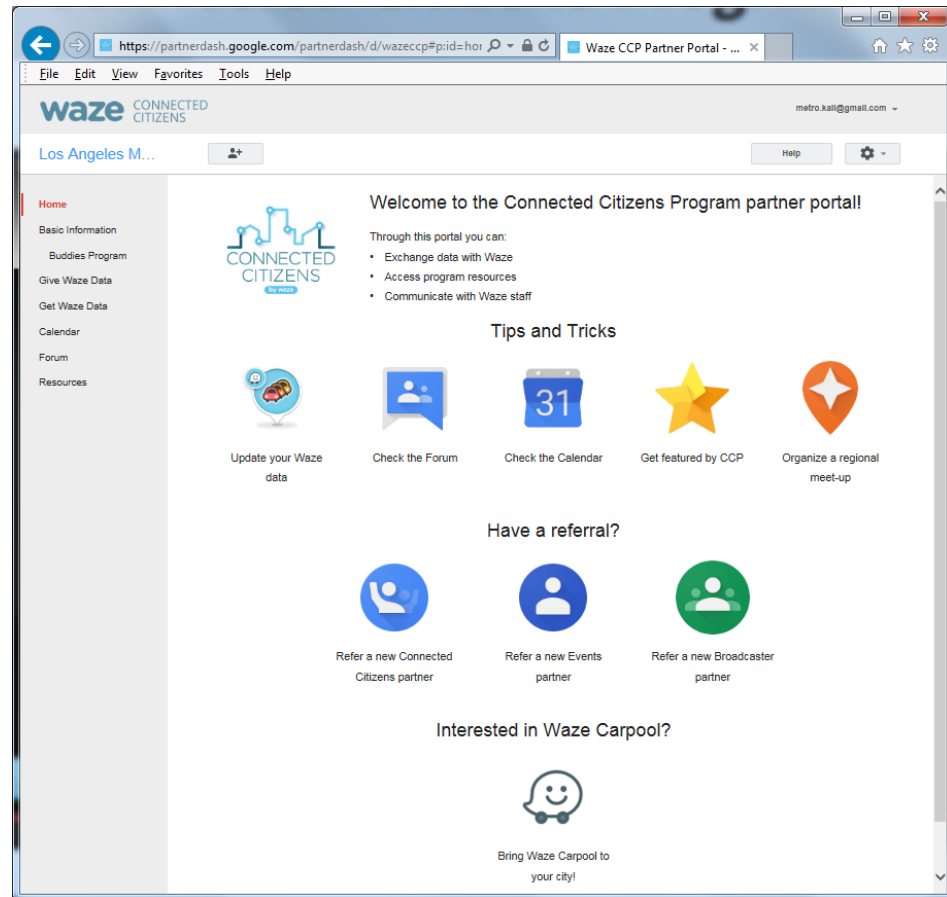 https://partnerdash.google.com/partnerdash/d/wazeccp#p:id=hor
Waze CCP Partner Portal - ...
File Edit View Favorites Tools Help
waze CONNECTED CITIZENS
metro.kali@gmail.com
Los Angeles M...
Help
Home
Basic Information
Buddies Program
Give Waze Data
Get Waze Data
Calendar
Forum
Resources
CONNECTED
CITIZENS
by waze
Welcome to the Connected Citizens Program partner portal!
Through this portal you can:
• Exchange data with Waze
• Access program resources
• Communicate with Waze staff
Tips and Tricks
31
Update your Waze data
Check the Forum
Check the Calendar
Get featured by CCP
Organize a regional meet-up
Have a referral?
Refer a new Connected Citizens partner
Refer a new Events partner
Refer a new Broadcaster partner
Interested in Waze Carpool?
Bring Waze Carpool to
your city!